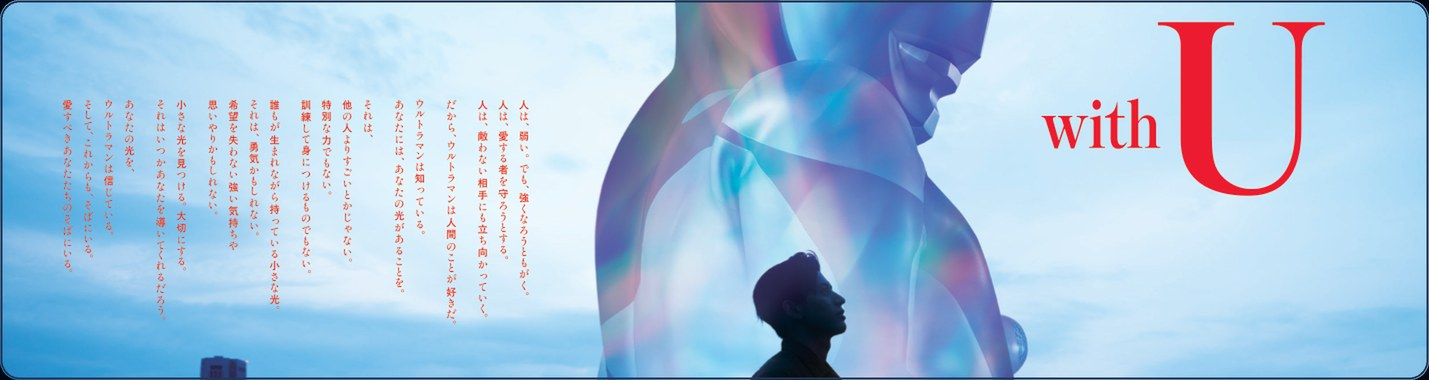 人は、弱い。でも、強くなろうともがく。
人は、愛する者を守ろうとする。
人は、敵わない相手にも立ち向かっていく。
だから、ウルトラマンは人間のことが好きだ。
ウルトラマンは知っている。
あなたには、あなたの光があることを。
それは、
他の人よりすごいとかじゃない。
特別な力でもない。
訓練して身につけるものでもない。
誰もが生まれながら持っている小さな光。
それは、勇気かもしれない。
希望を失わない強い気持ちや
思いやりかもしれない。
小さな光を見つける。大切にする。
それはいつかあなたを導いてくれるだろう。
あなたの光を、
ウルトラマンは信じている。
そして、これからも、そばにいる。
愛すべきあなたたちのそばにいる。
with U